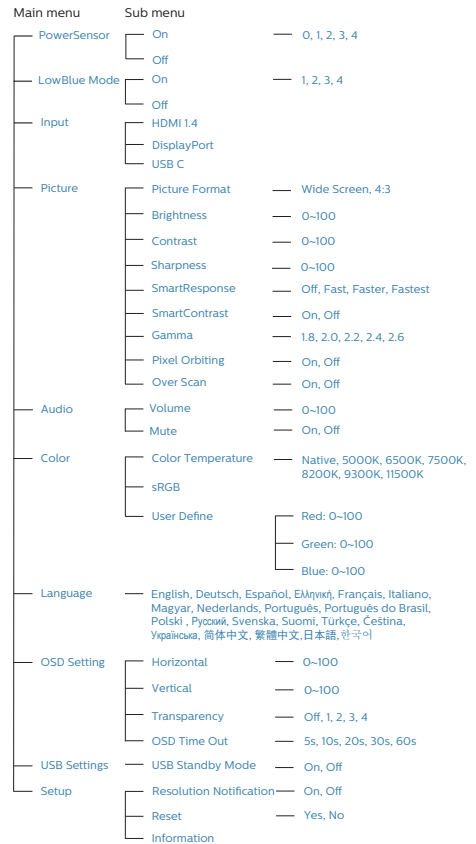 Main menu Sub menu
PowerSensor On 0, 1, 2, 3, 4
Off
LowBlue Mode On 1, 2, 3, 4
Off
Input HDMI 1.4
DisplayPort
USB C
Picture Picture Format Wide Screen, 4:3
Brightness 0~100
Contrast 0~100
Sharpness 0~100
SmartResponse Off, Fast, Faster, Fastest
SmartContrast On, Off
Gamma 1.8, 2.0, 2.2, 2.4, 2.6
Pixel Orbiting On, Off
Over Scan On, Off
Audio Volume 0~100
Mute On, Off
Color Color Temperature Native, 5000K, 6500K, 7500K,
8200K, 9300K, 11500K
sRGB
User Define Red: 0~100
Green: 0~100
Blue: 0~100
Language English, Deutsch, Español, Ελληνική, Français, Italiano,
Magyar, Nederlands, Português, Português do Brasil,
Polski , Русский, Svenska, Suomi, Türkçe, Čeština,
Українська, 简体中文, 繁體中文,日本語,한국어
OSD Setting Horizontal 0~100
Vertical 0~100
Transparency Off, 1, 2, 3, 4
OSD Time Out 5s, 10s, 20s, 30s, 60s
USB Settings USB Standby Mode On, Off
Setup Resolution Notification On, Off
Reset Yes, No
Information